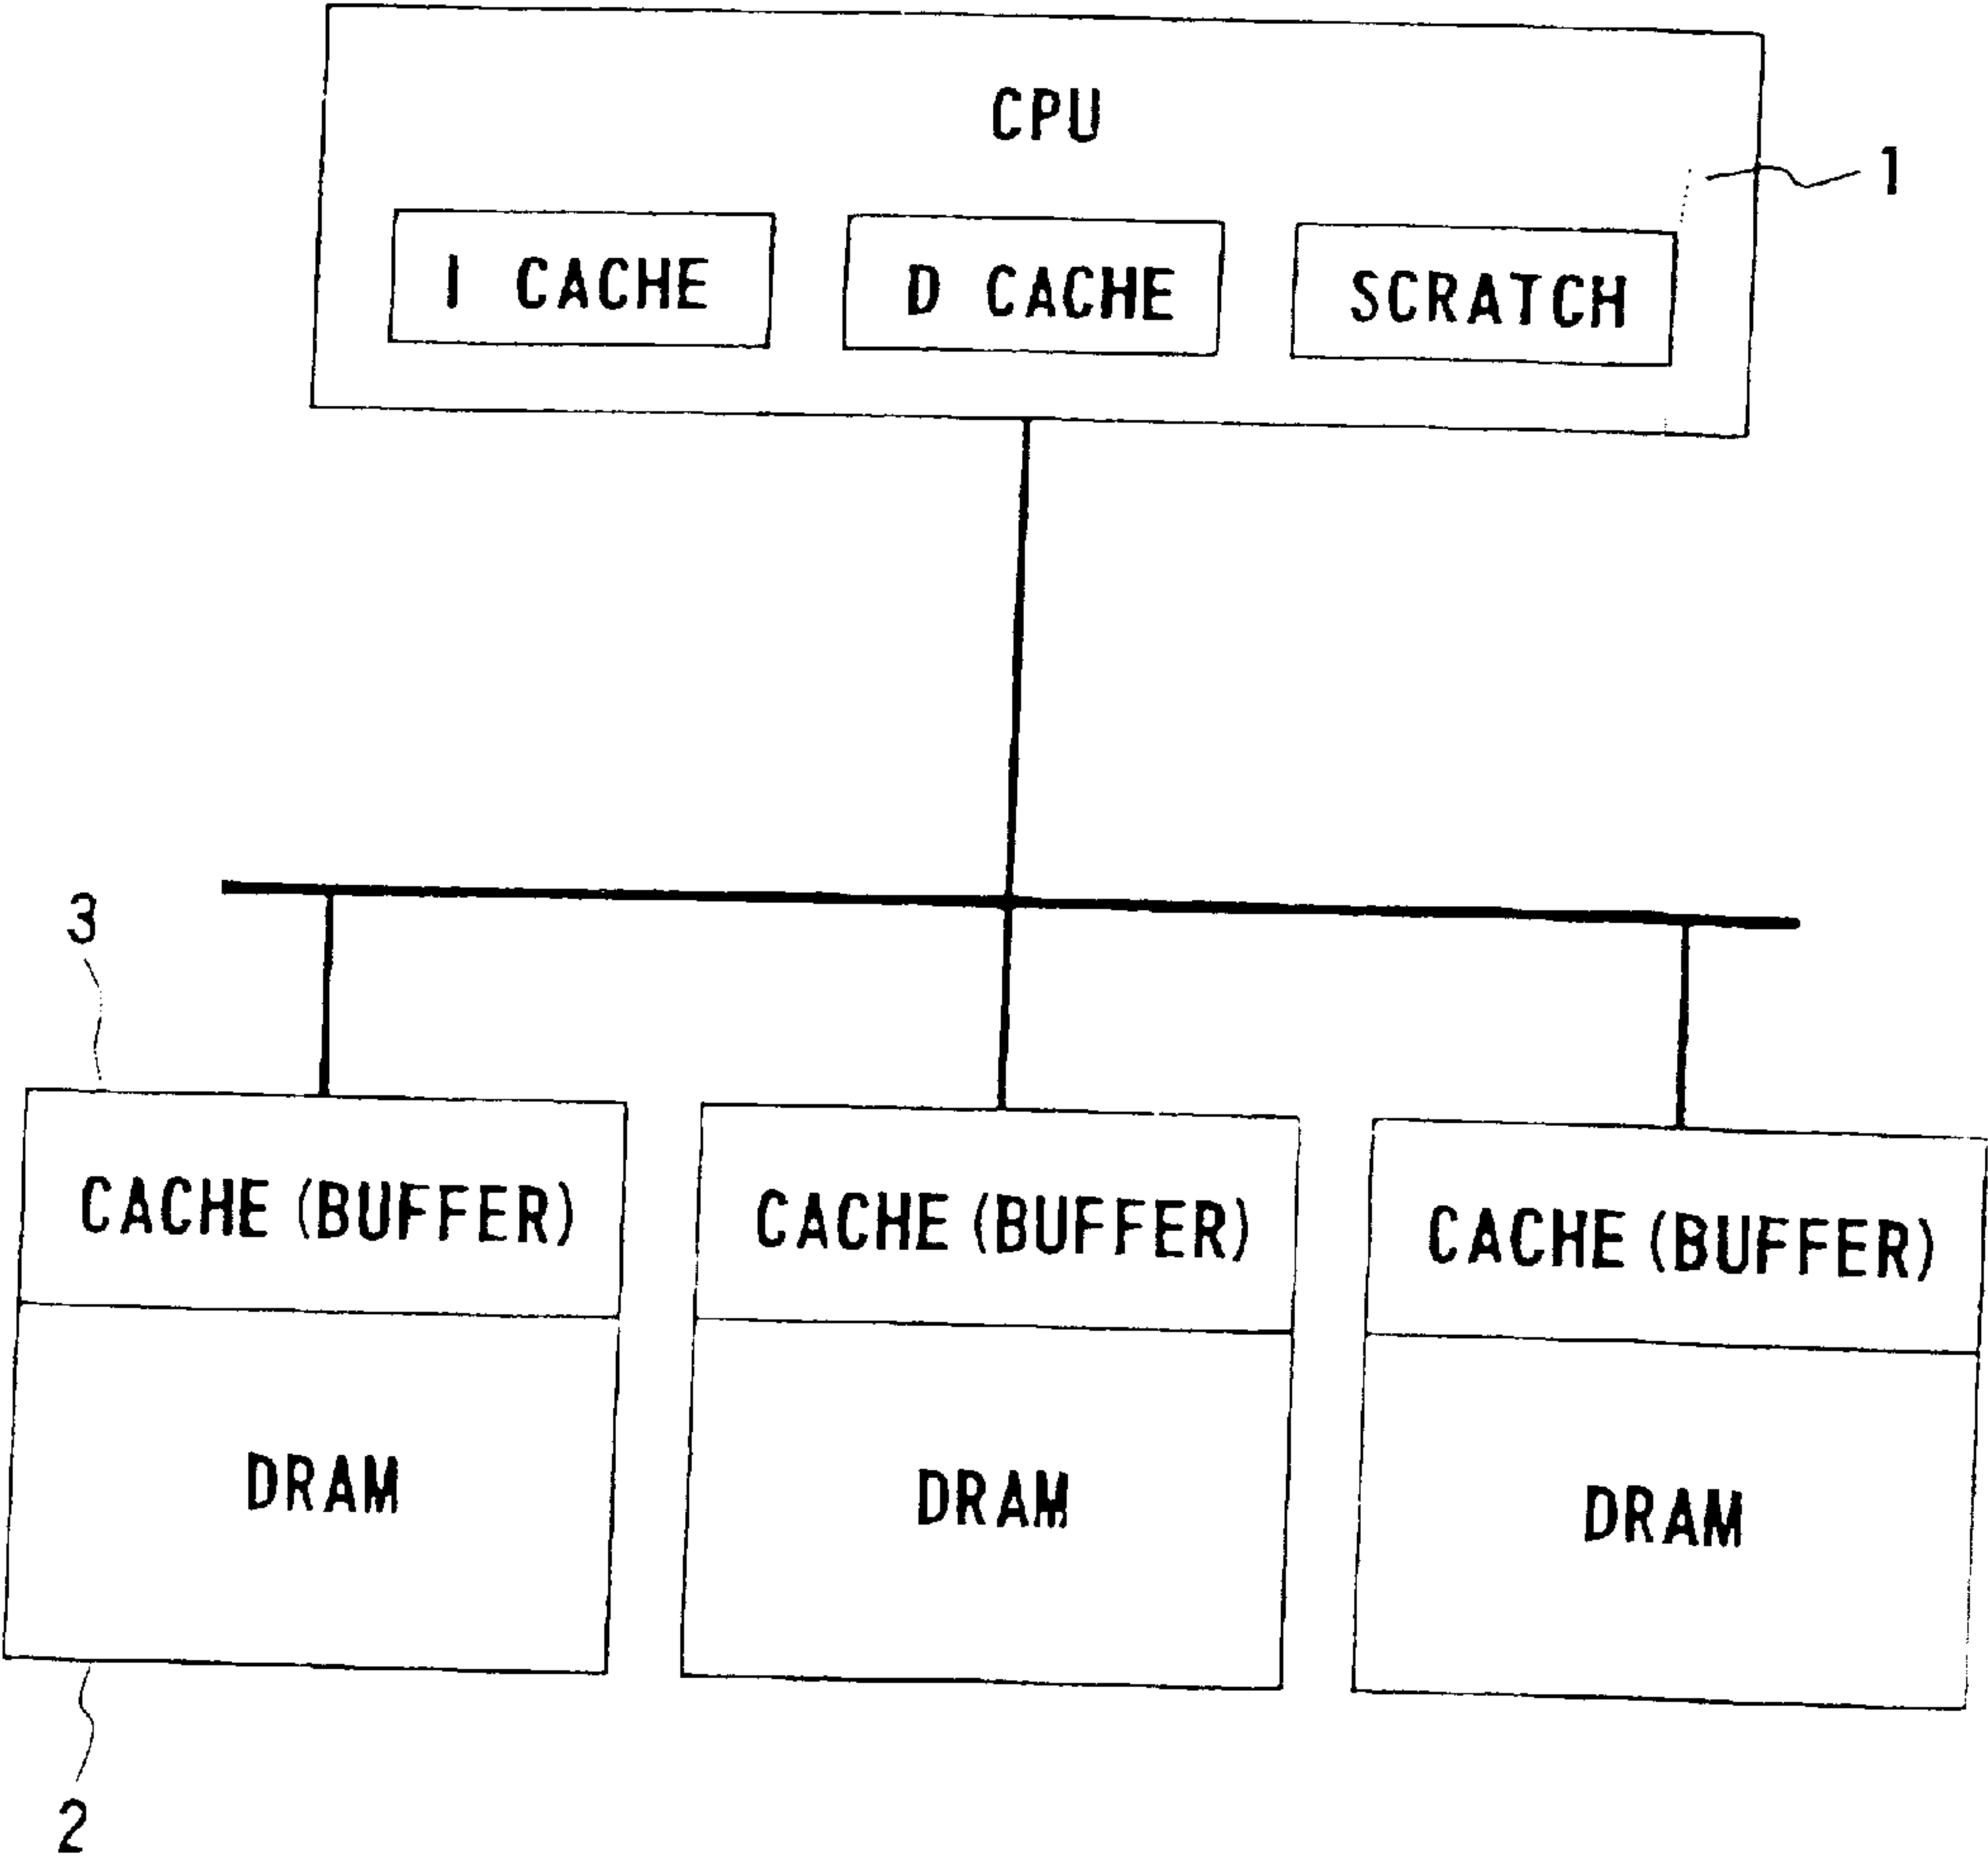 CPU
1
I CACHE
D CACHE
SCRATCH
3
CACHE (BUFFER)
CACHE (BUFFER)
CACHE (BUFFER)
DRAM
DRAM
DRAM
2